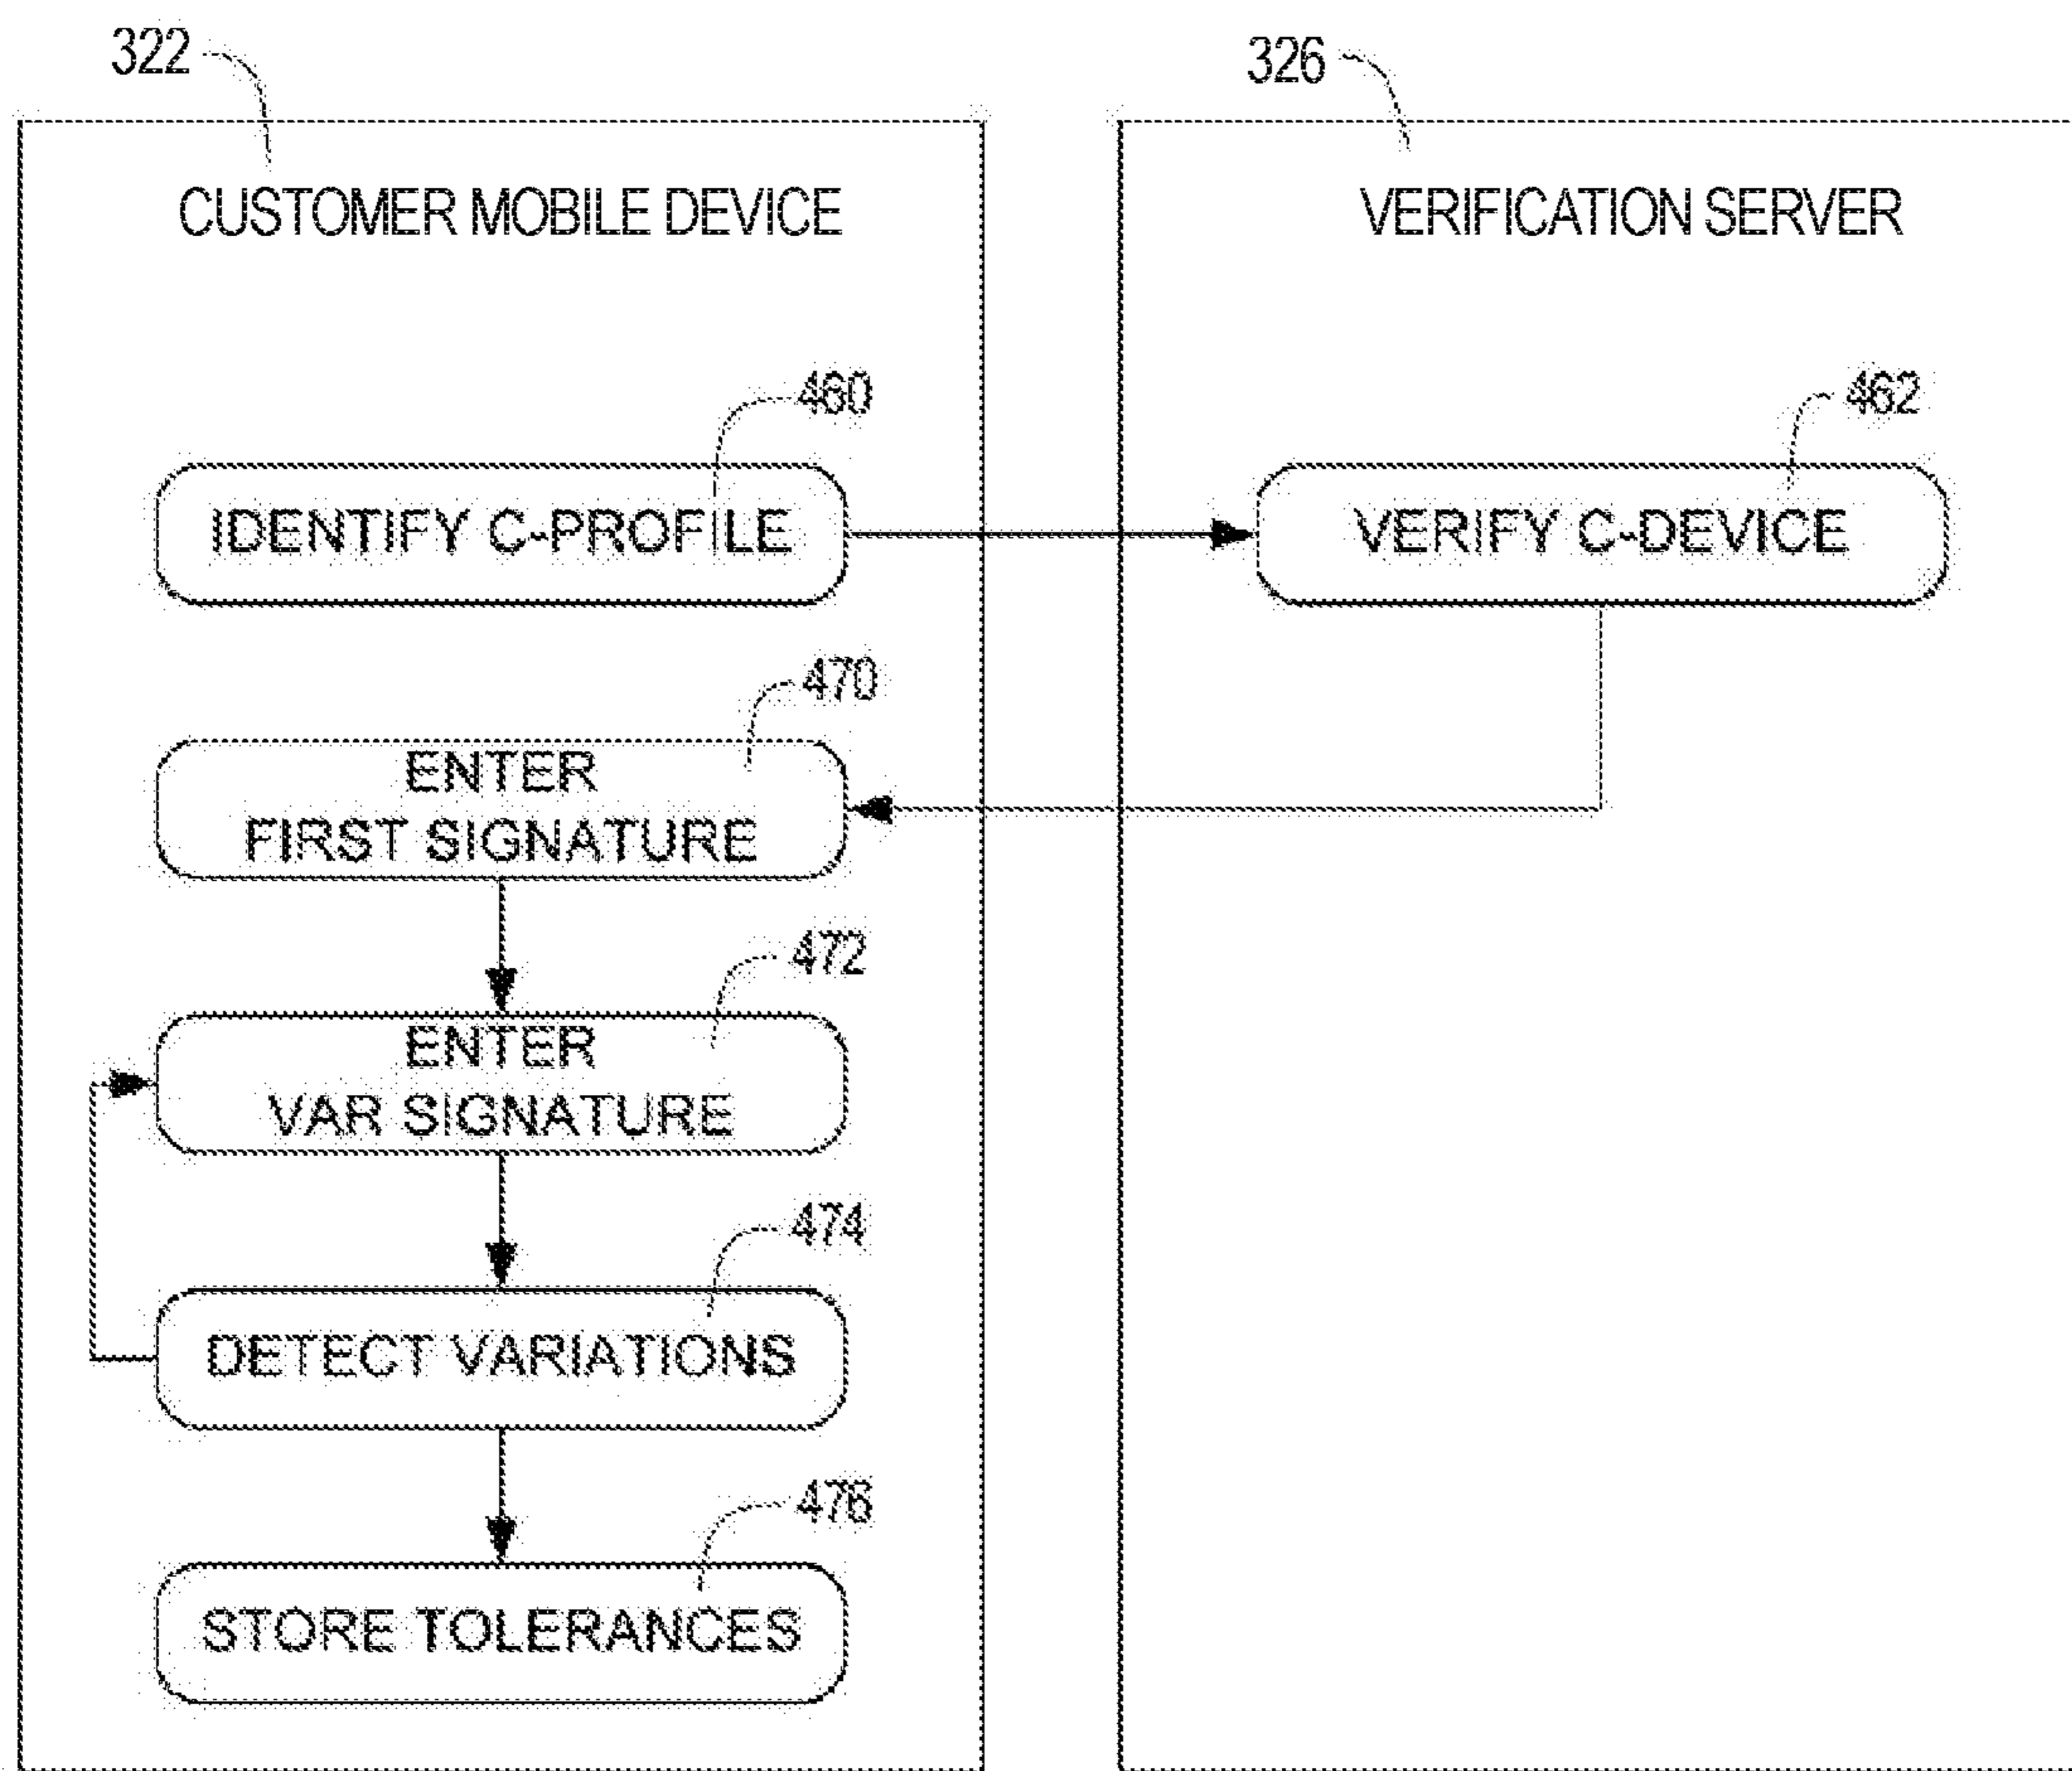 322
326
CUSTOMER MOBILE DEVICE
VERIFICATION SERVER
460
462
IDENTIFY C-PROFILE
VERIFY C-DEVICE
470
ENTER
FIRST SIGNATURE
472
ENTER
VAR SIGNATURE
474
DETECT VARIATIONS
476
STORE TOLERANCES